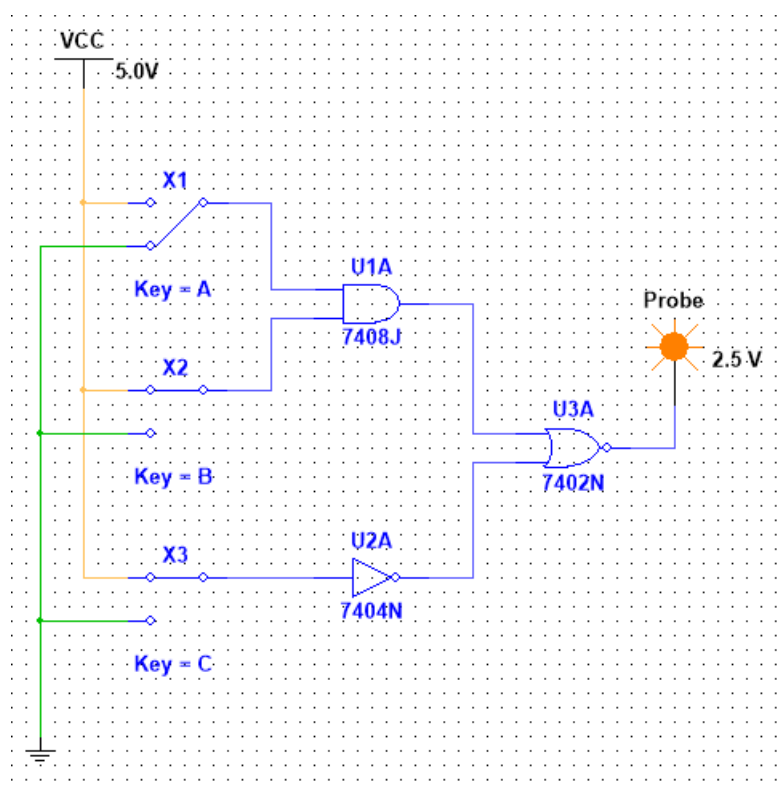 VCC
5.0V
X1
Key = A
U1A
7408J
Probe
2.5 V
X2
Key = B
U3A
7402N
X3
U2A
7404N
Key = C